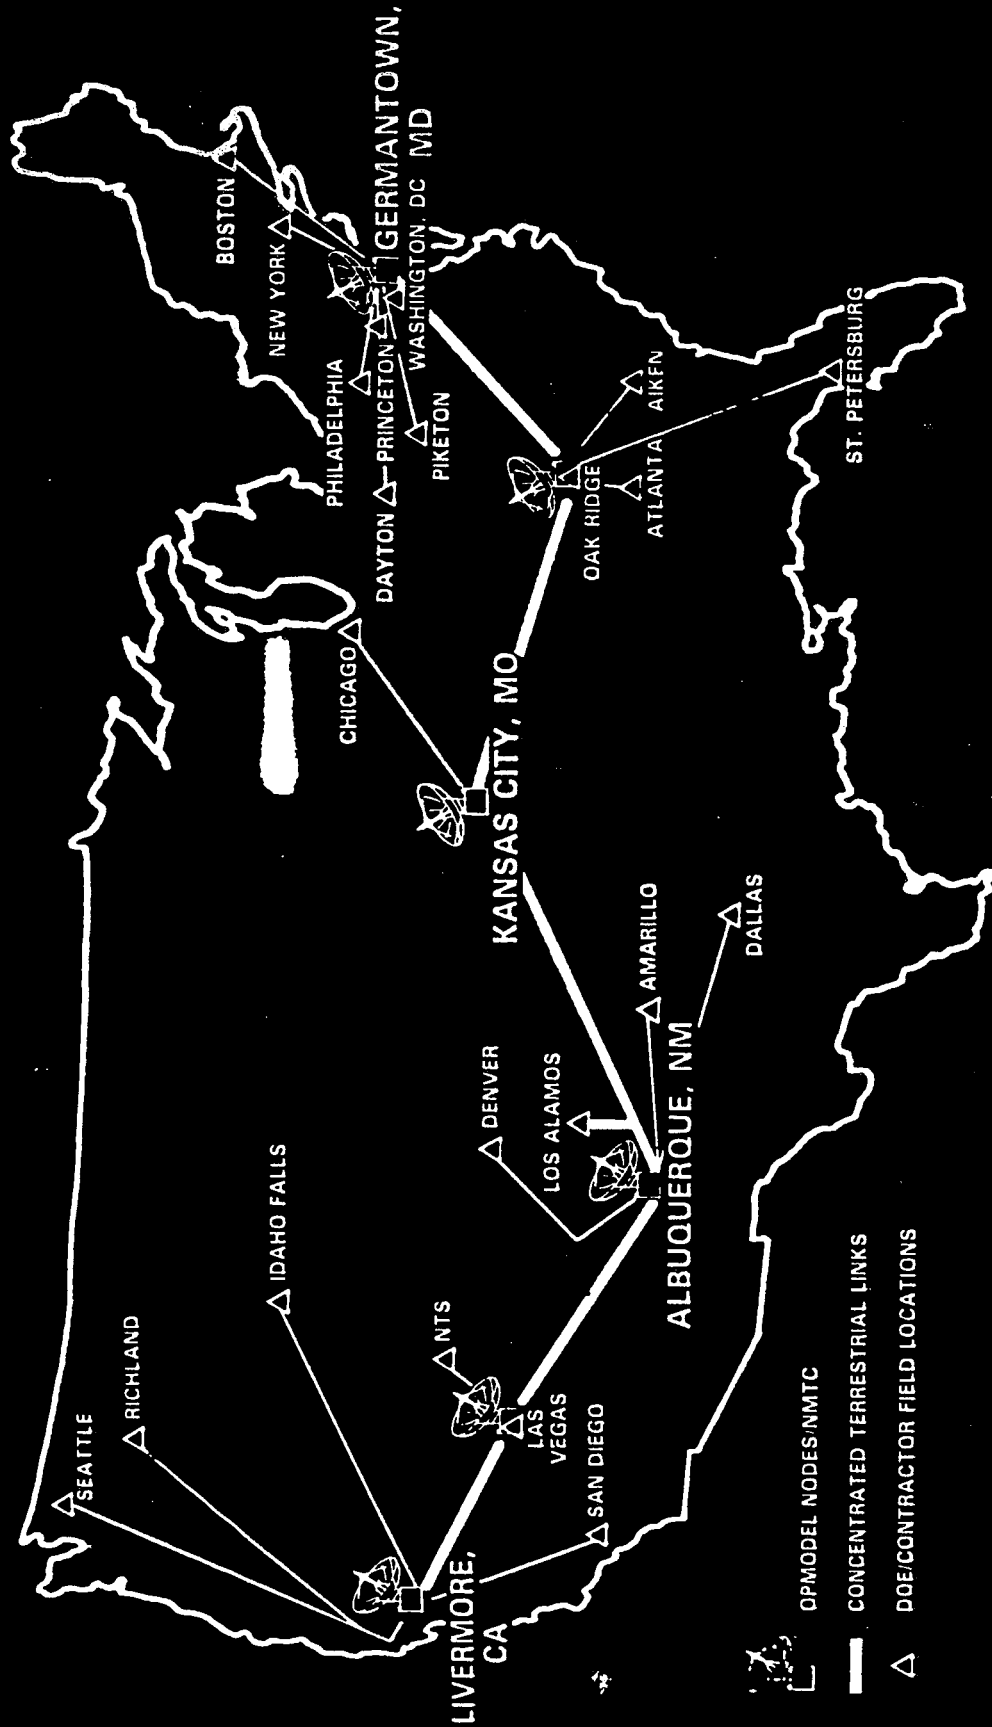 SEATTLE
RICHLAND
IDAHO FALLS
LIVERMORE,
CA
NTS
LAS
VEGAS
SAN DIEGO
DENVER
LOS ALAMOS
ALBUQUERQUE, NM
AMARILLO
DALLAS
KANSAS CITY, MO
CHICAGO
OAK RIDGE
ATLANTA
AIKEN
ST. PETERSBURG
DAYTON
PRINCETON
PIKETON
PHILADELPHIA
NEW YORK
BOSTON
GERMANTOWN,
MD
WASHINGTON, DC
OPMODEL NODES/NMTC
CONCENTRATED TERRESTRIAL LINKS
DOE/CONTRACTOR FIELD LOCATIONS